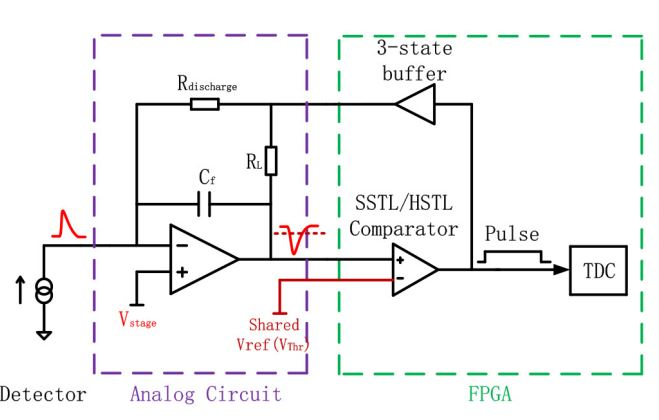 3-state
buffer
Rdischarge
RL
Cf
SSTL/HSTL
Comparator
Pulse
-
+
+
-
TDC
Vstage
Shared
Vref(VThr)
Detector
Analog Circuit
FPGA